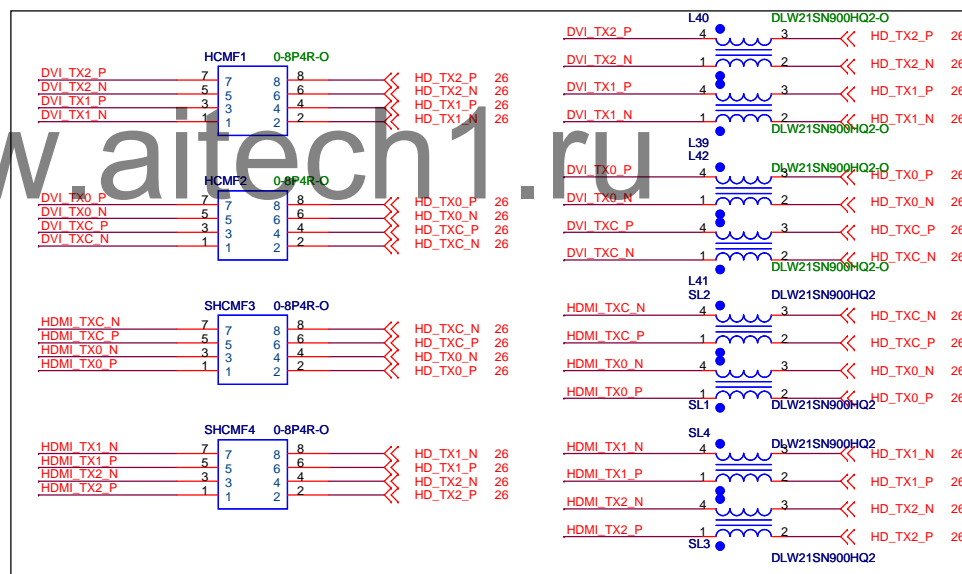 HCMF1 0-8P4R-O
DVI_TX2_P 7 7 8 8 HD_TX2_P 26
DVI_TX2_N 5 5 6 6 HD_TX2_N 26
DVI_TX1_P 3 3 4 4 HD_TX1_P 26
DVI_TX1_N 1 1 2 2 HD_TX1_N 26
HCMF2 0-8P4R-O
DVI_TX0_P 7 7 8 8 HD_TX0_P 26
DVI_TX0_N 5 5 6 6 HD_TX0_N 26
DVI_TXC_P 3 3 4 4 HD_TXC_P 26
DVI_TXC_N 1 1 2 2 HD_TXC_N 26
SHCMF3 0-8P4R-O
HDMI_TXC_N 7 7 8 8 HD_TXC_N 26
HDMI_TXC_P 5 5 6 6 HD_TXC_P 26
HDMI_TX0_N 3 3 4 4 HD_TX0_N 26
HDMI_TX0_P 1 1 2 2 HD_TX0_P 26
SHCMF4 0-8P4R-O
HDMI_TX1_N 7 7 8 8 HD_TX1_N 26
HDMI_TX1_P 5 5 6 6 HD_TX1_P 26
HDMI_TX2_N 3 3 4 4 HD_TX2_N 26
HDMI_TX2_P 1 1 2 2 HD_TX2_P 26
L40 DLW21SN900HQ2-O
DVI_TX2_P 4 3 HD_TX2_P 26
DVI_TX2_N 1 2 HD_TX2_N 26
DVI_TX1_P 4 3 HD_TX1_P 26
DVI_TX1_N 1 2 HD_TX1_N 26
L39 DLW21SN900HQ2-O
L42 DLW21SN900HQ2-O
DVI_TX0_P 4 3 HD_TX0_P 26
DVI_TX0_N 1 2 HD_TX0_N 26
DVI_TXC_P 4 3 HD_TXC_P 26
DVI_TXC_N 1 2 HD_TXC_N 26
L41 DLW21SN900HQ2-O
SL2 DLW21SN900HQ2
HDMI_TXC_N 4 3 HD_TXC_N 26
HDMI_TXC_P 1 2 HD_TXC_P 26
HDMI_TX0_N 4 3 HD_TX0_N 26
HDMI_TX0_P 1 2 HD_TX0_P 26
SL1 DLW21SN900HQ2
SL4 DLW21SN900HQ2
HDMI_TX1_N 4 3 HD_TX1_N 26
HDMI_TX1_P 1 2 HD_TX1_P 26
HDMI_TX2_N 4 3 HD_TX2_N 26
HDMI_TX2_P 1 2 HD_TX2_P 26
SL3 DLW21SN900HQ2
w.aitech1.ru